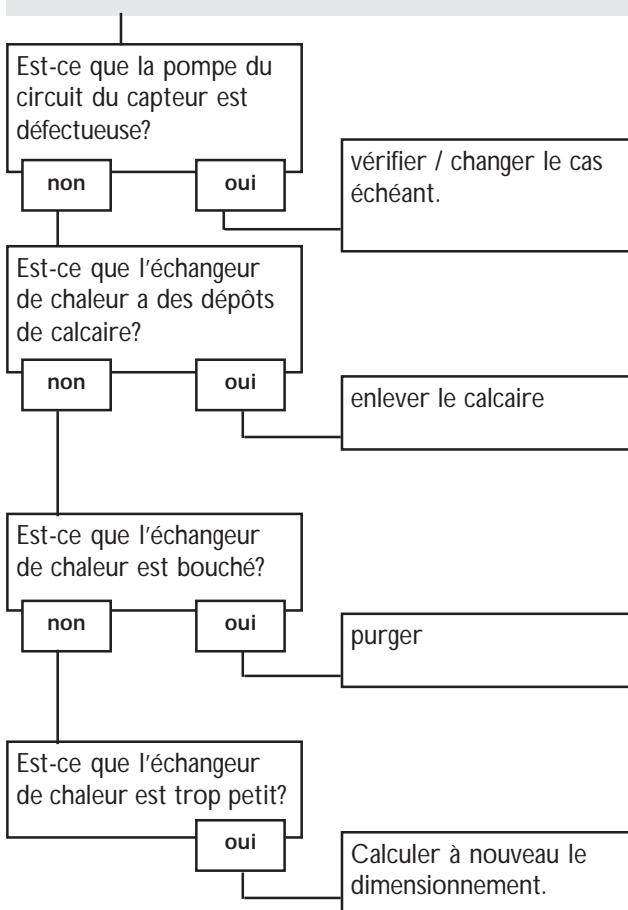 Est-ce que la pompe du
circuit du capteur est
défectueuse?
non
oui
vérifier / changer le cas
échéant.
Est-ce que l'échangeur
de chaleur a des dépôts
de calcaire?
non
oui
enlever le calcaire
Est-ce que l'échangeur
de chaleur est bouché?
non
oui
purger
Est-ce que l'échangeur
de chaleur est trop petit?
oui
Calculer à nouveau le
dimensionnement.